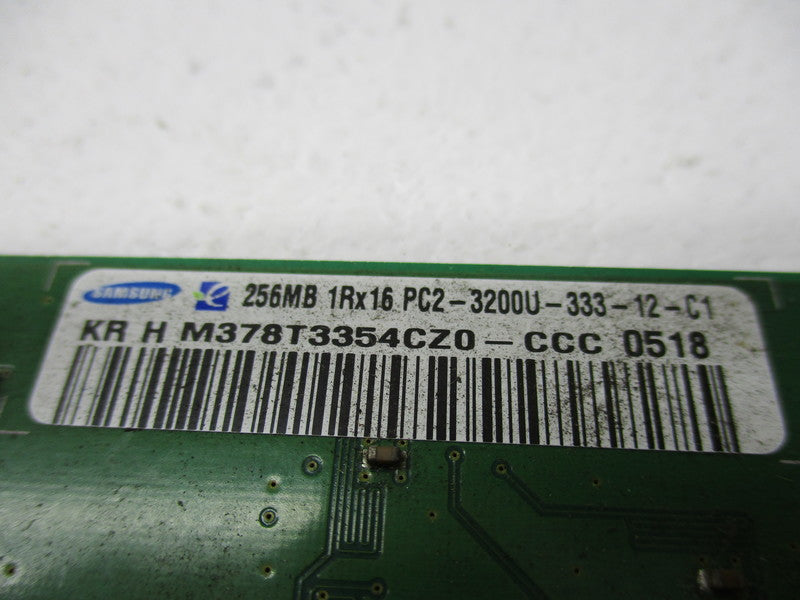 SAMSUNG e 256MB 1Rx16 PC2-3200U-333-12-C1
KR H M378T3354CZ0-CCC 0518